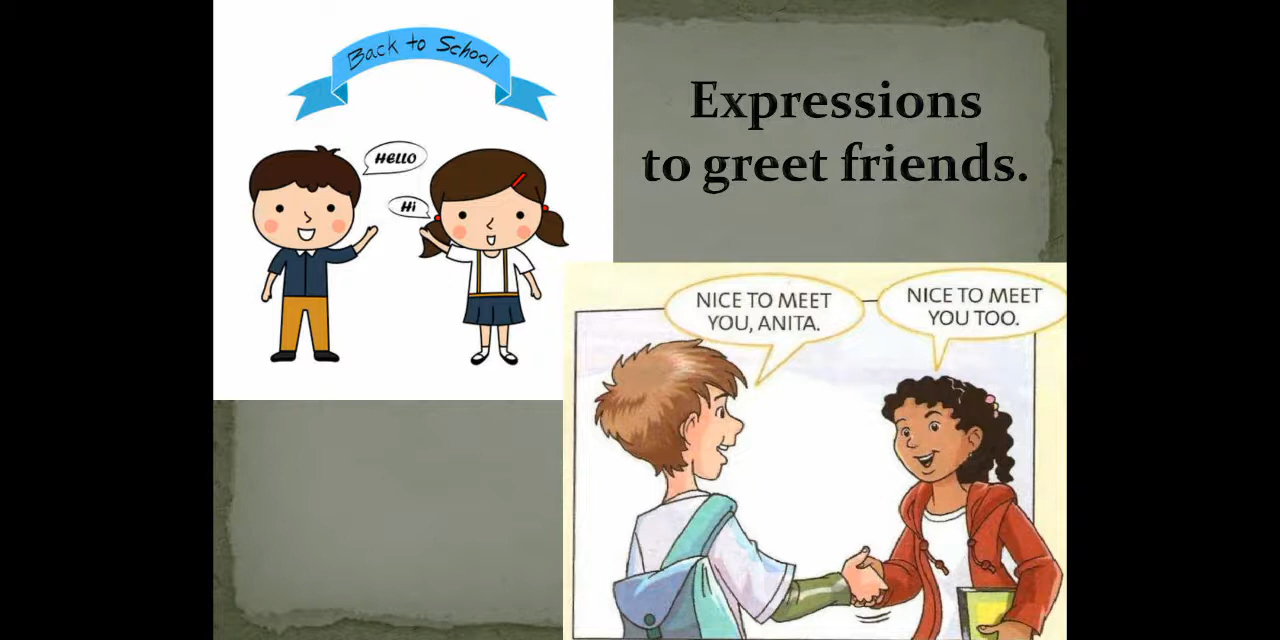 Back to School
HELLO
Hi
Expressions
to greet friends.
NICE TO MEET
YOU, ANITA.
NICE TO MEET
YOU TOO.